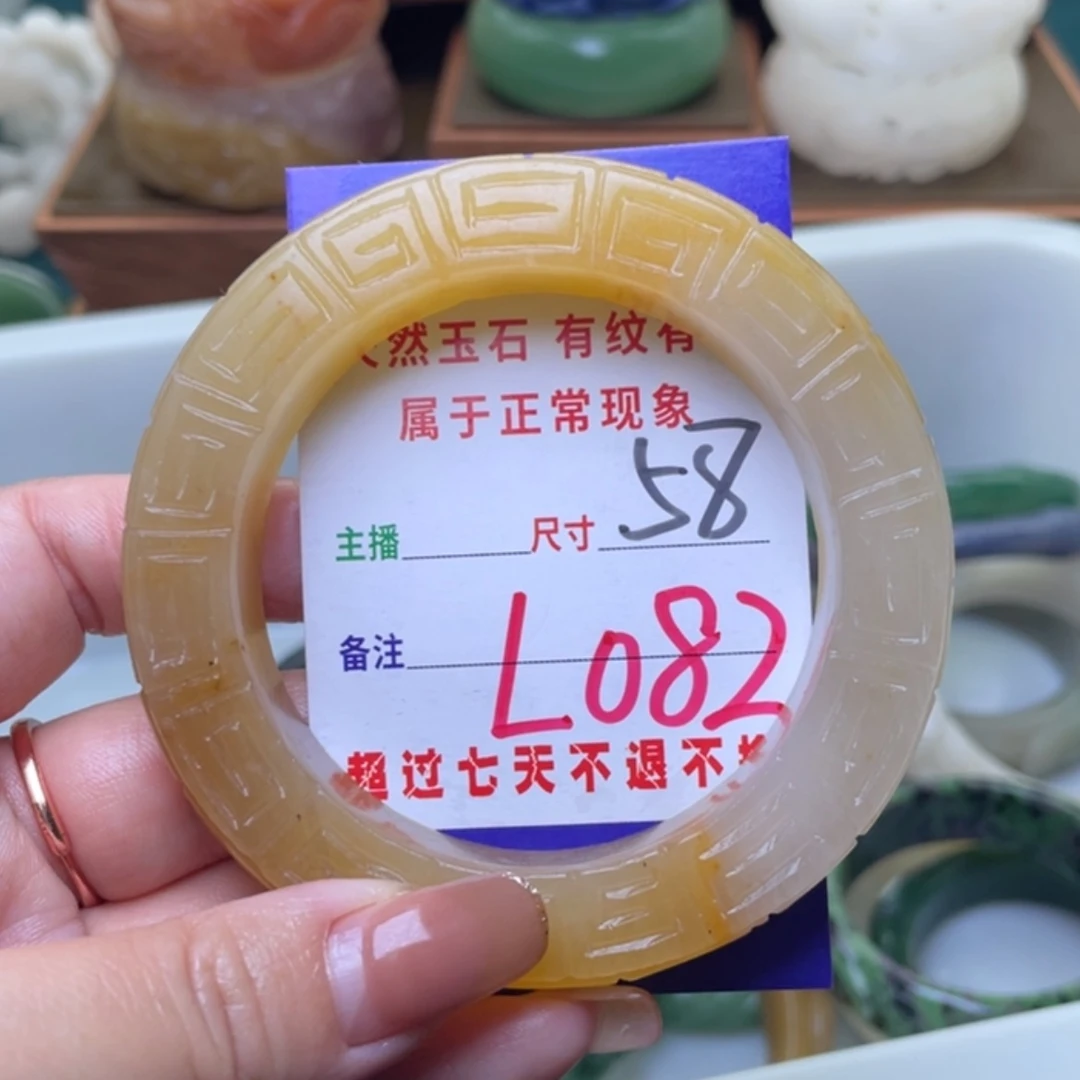 然玉石 有纹有
属于正常现象
主播 尺寸 58
备注 L082
超过七天不退不换